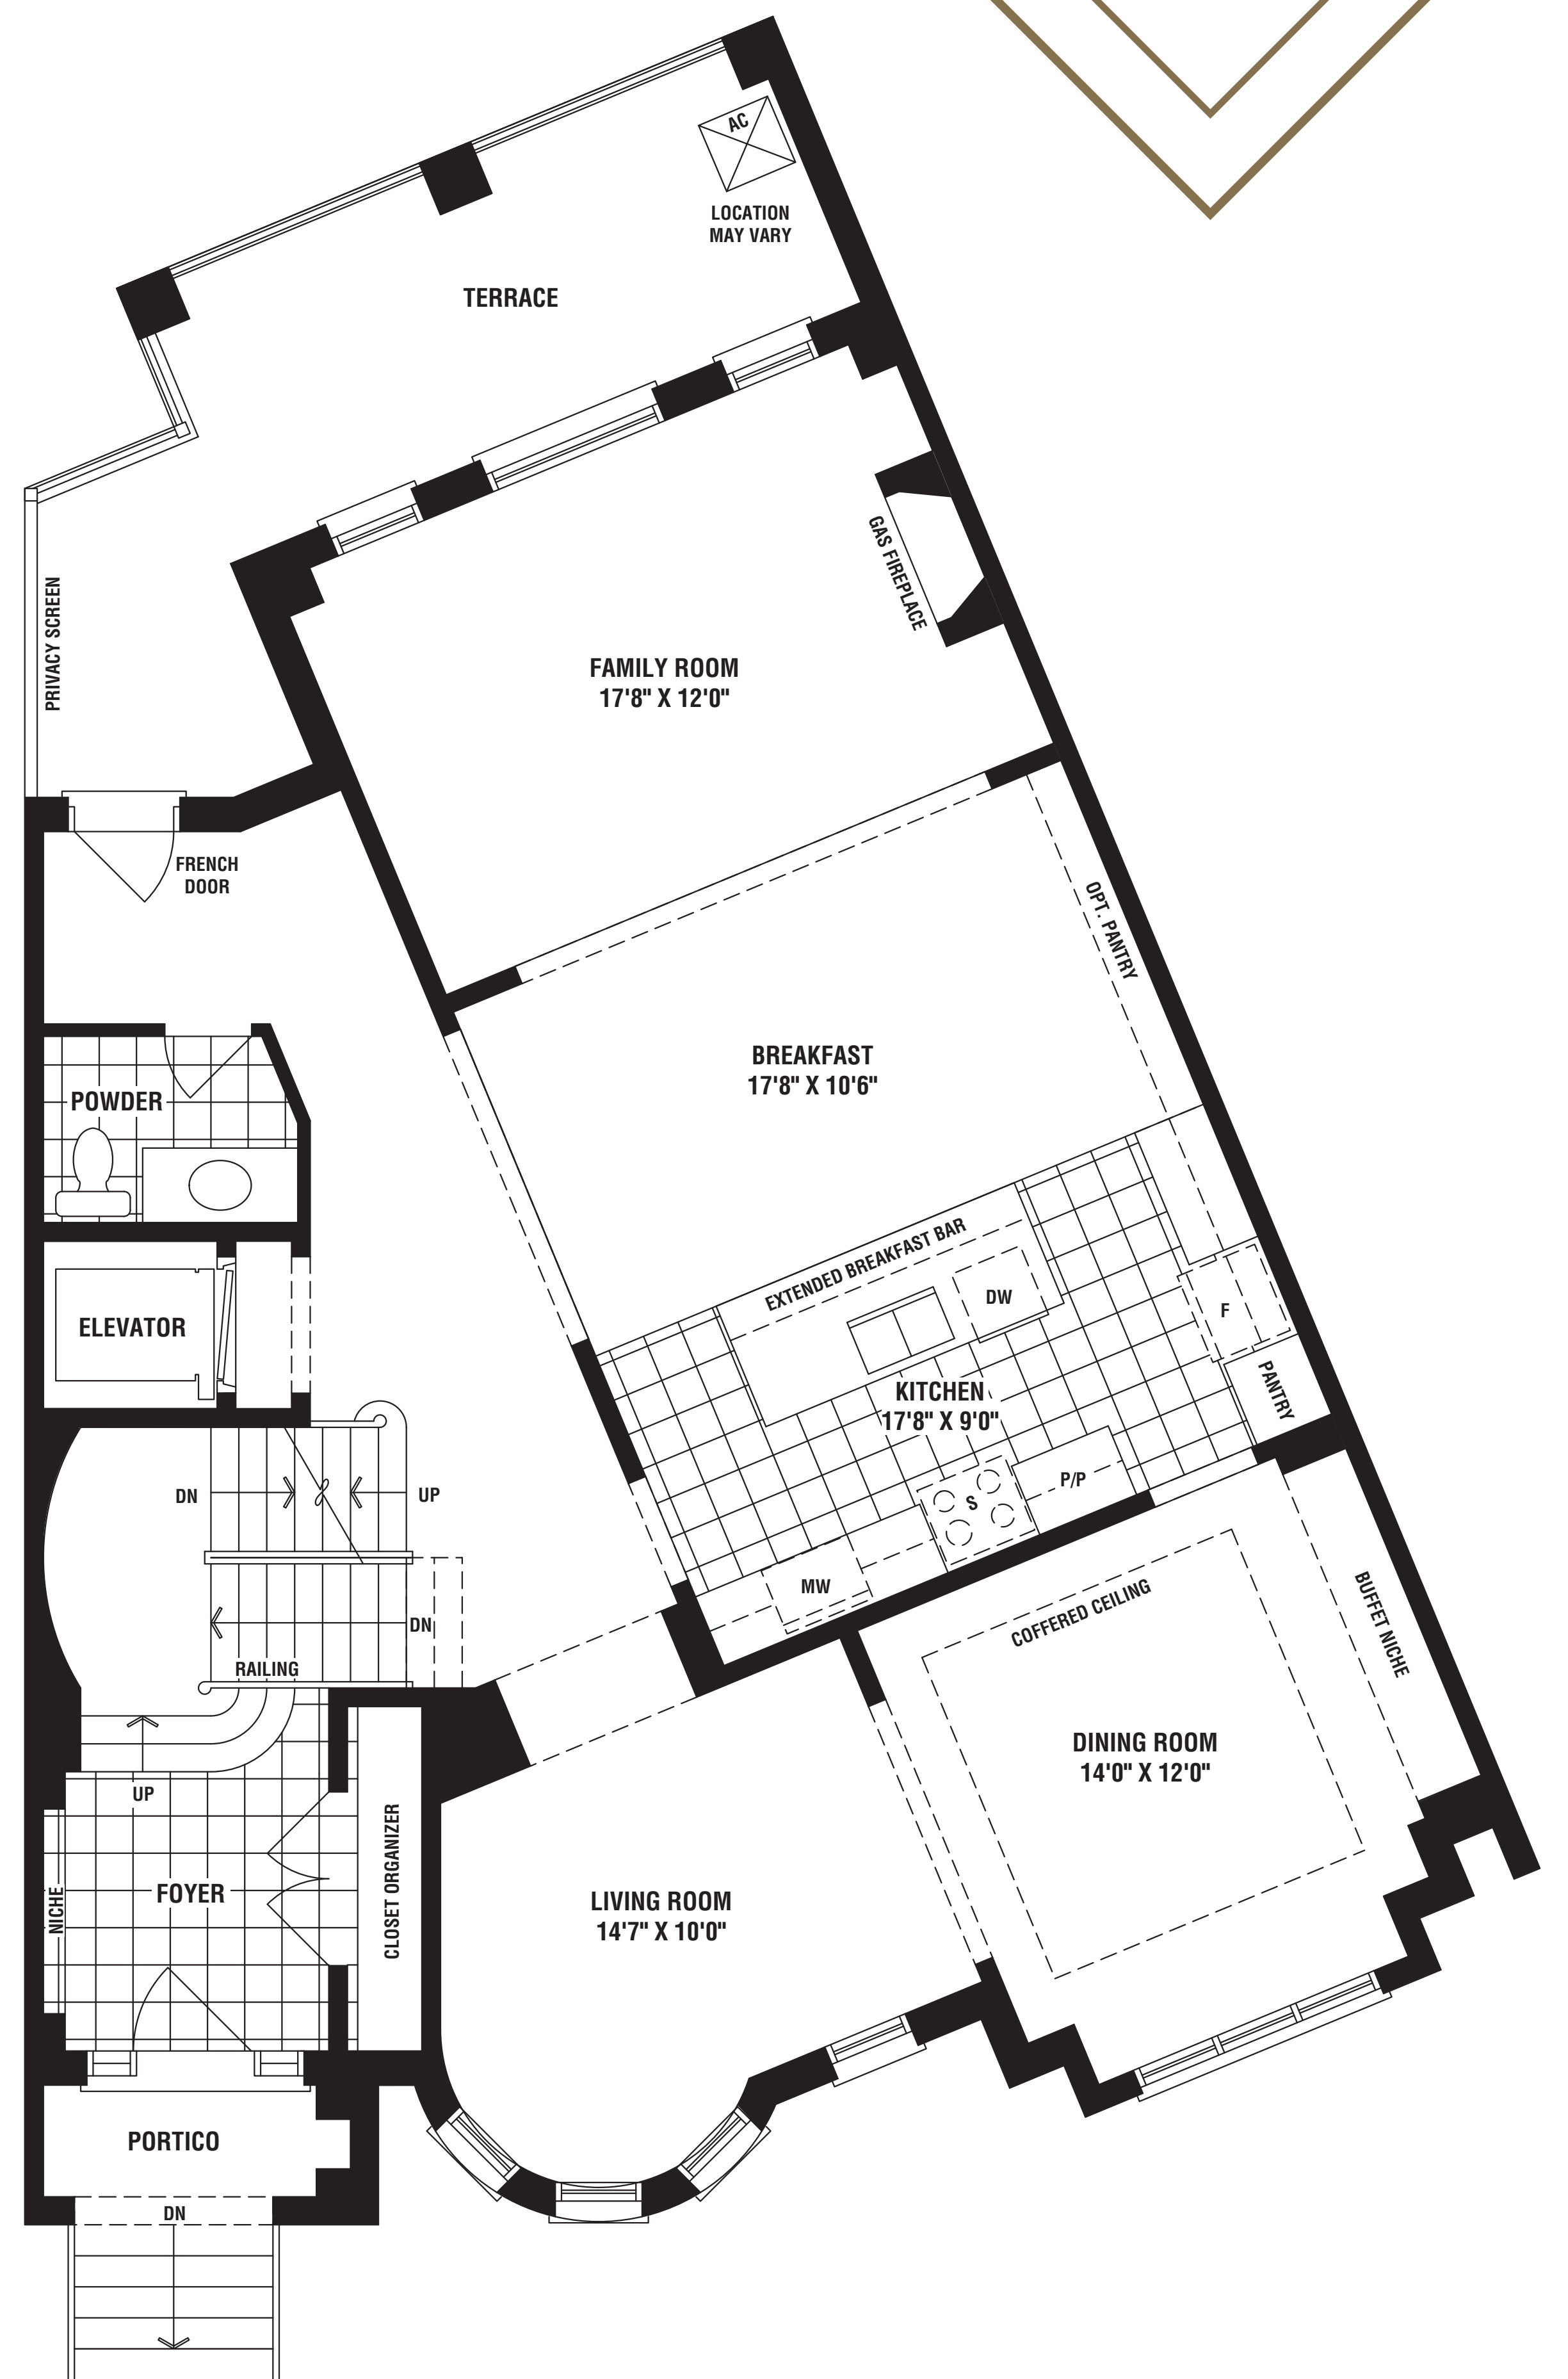 AC
LOCATION
MAY VARY
TERRACE
PRIVACY SCREEN
GAS FIREPLACE
FAMILY ROOM
17'8" X 12'0"
FRENCH
DOOR
OPT. PANTRY
BREAKFAST
17'8" X 10'6"
POWDER
EXTENDED BREAKFAST BAR
DW
F
ELEVATOR
KITCHEN
17'8" X 9'0"
PANTRY
P/P
S
MW
DN
UP
DN
RAILING
COFFERED CEILING
BUFFET NICHE
DINING ROOM
14'0" X 12'0"
UP
CLOSET ORGANIZER
FOYER
NICHE
LIVING ROOM
14'7" X 10'0"
PORTICO
DN